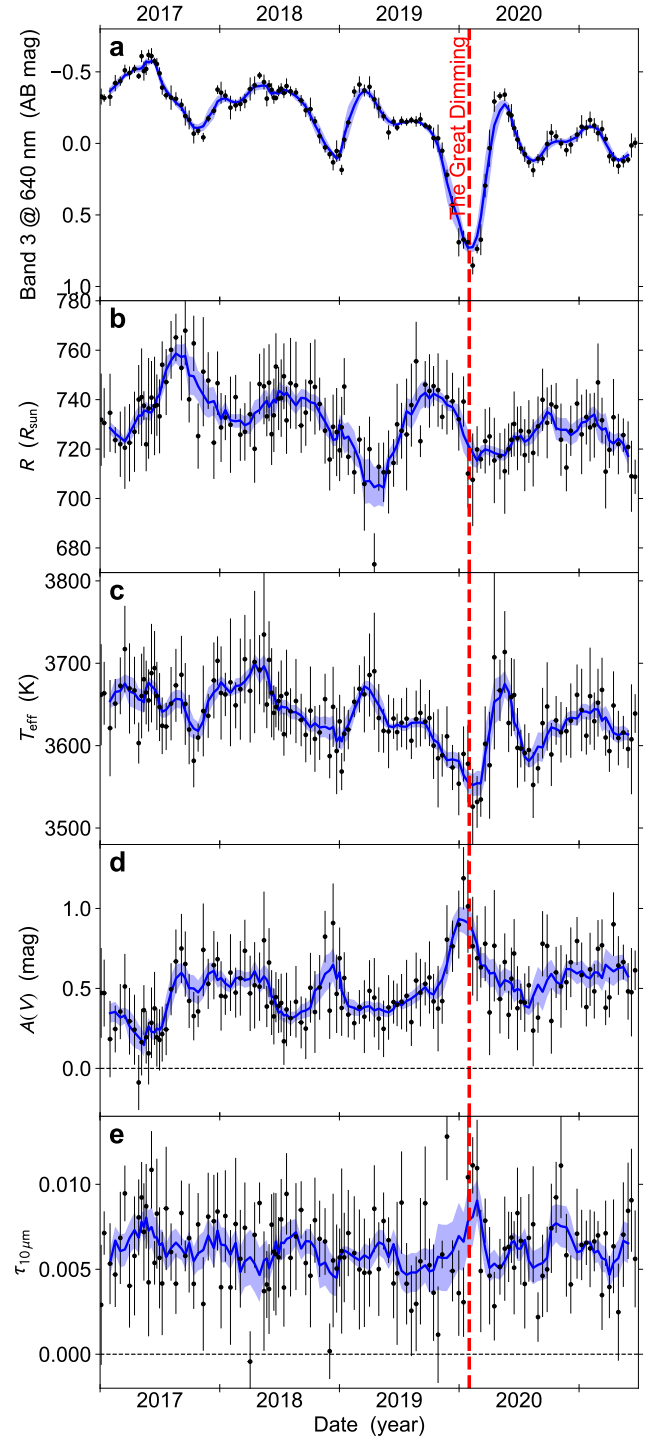 2017 2018 2019 2020
a
−0.5
0.0
0.5
1.0
Band 3 @ 640 nm (AB mag)
The Great Dimming
b
780
760
740
720
700
680
R (Rsun)
c
3800
3700
3600
3500
Teff (K)
d
1.0
0.5
0.0
A(V) (mag)
e
0.010
0.005
0.000
τ10 μm
2017 2018 2019 2020
Date (year)